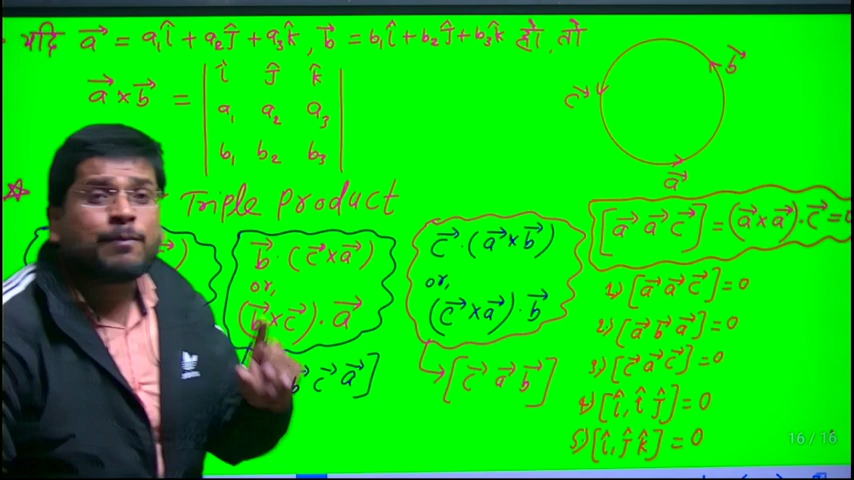 यदि a⃗ = a₁î + a₂ĵ + a₃k̂, b⃗ = b₁î + b₂ĵ + b₃k̂ हो, तो
a⃗ × b⃗ = | î ĵ k̂ |
| a₁ a₂ a₃ |
| b₁ b₂ b₃ |
b⃗
c⃗
a⃗
Triple product
b⃗ · (c⃗ × a⃗)
or,
(b⃗ × c⃗) · a⃗
b⃗ c⃗ a⃗]
c⃗ · (a⃗ × b⃗)
or,
(c⃗ × a⃗) · b⃗
[c⃗ a⃗ b⃗]
[a⃗ a⃗ c⃗] = (a⃗ × a⃗) · c⃗ = 0
1) [a⃗ a⃗ c⃗] = 0
2) [a⃗ b⃗ a⃗] = 0
3) [c⃗ a⃗ c⃗] = 0
4) [î, î ĵ] = 0
5) [î, ĵ k̂] = 0
16 / 16